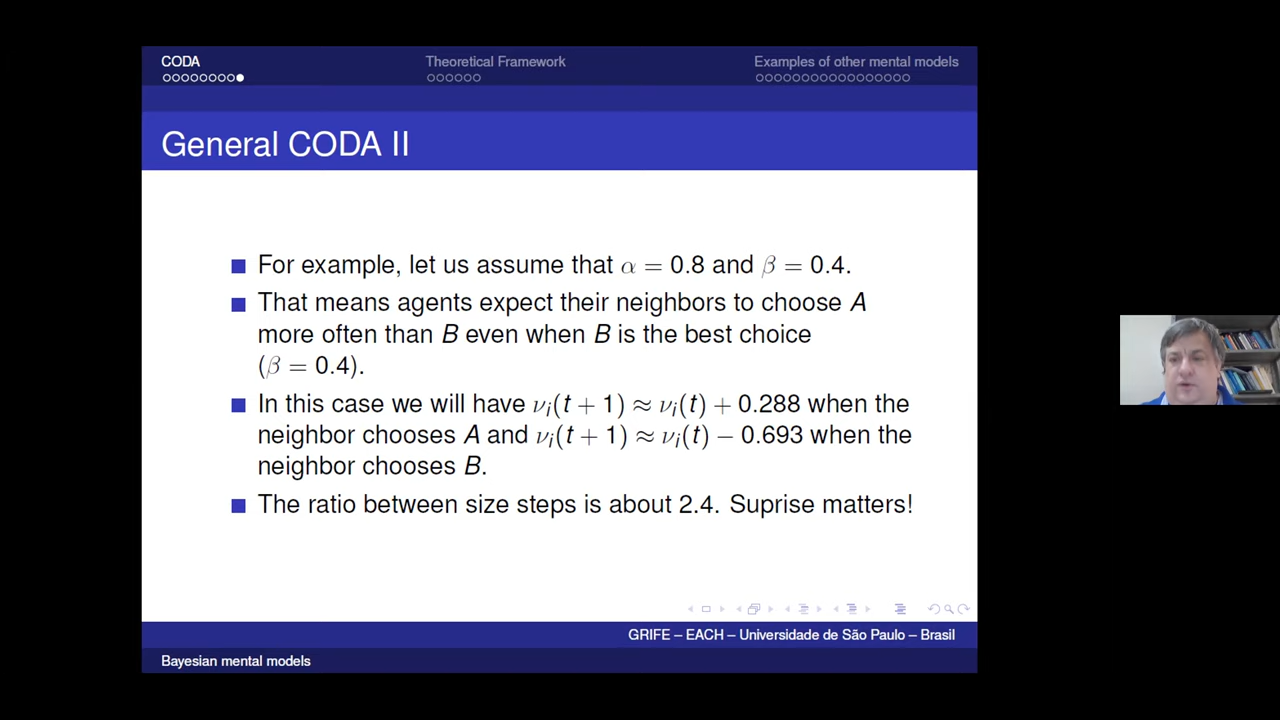 CODA
Theoretical Framework
Examples of other mental models
General CODA II
For example, let us assume that α = 0.8 and β = 0.4.
That means agents expect their neighbors to choose A
more often than B even when B is the best choice
(β = 0.4).
In this case we will have νᵢ(t + 1) ≈ νᵢ(t) + 0.288 when the
neighbor chooses A and νᵢ(t + 1) ≈ νᵢ(t) − 0.693 when the
neighbor chooses B.
The ratio between size steps is about 2.4. Suprise matters!
GRIFE – EACH – Universidade de São Paulo – Brasil
Bayesian mental models